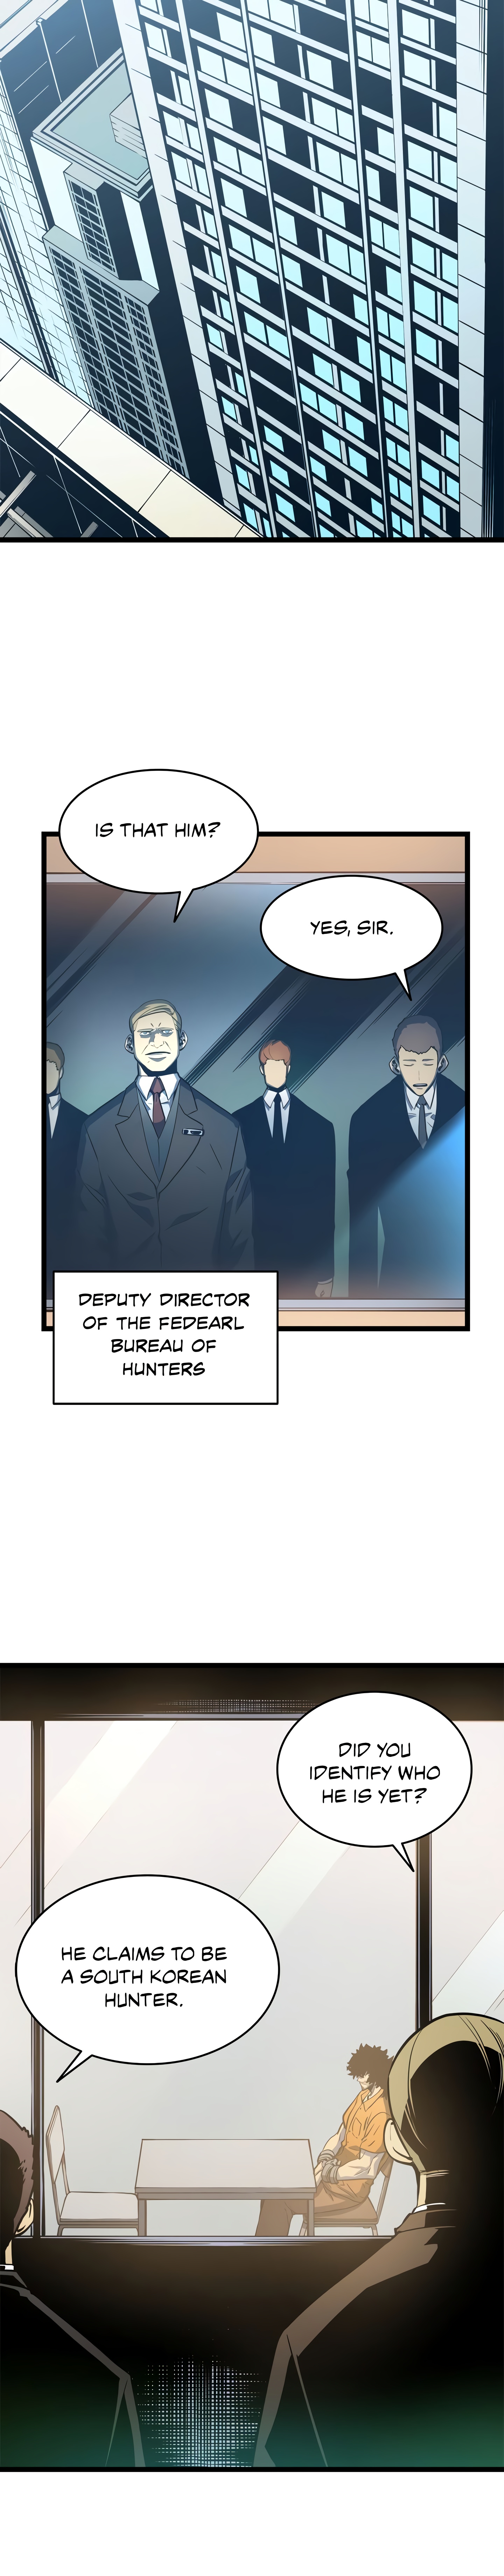 IS THAT HIM?
YES, SIR.
DEPUTY DIRECTOR
OF THE FEDEARL
BUREAU OF
HUNTERS
DID YOU
IDENTIFY WHO
HE IS YET?
HE CLAIMS TO BE
A SOUTH KOREAN
HUNTER.